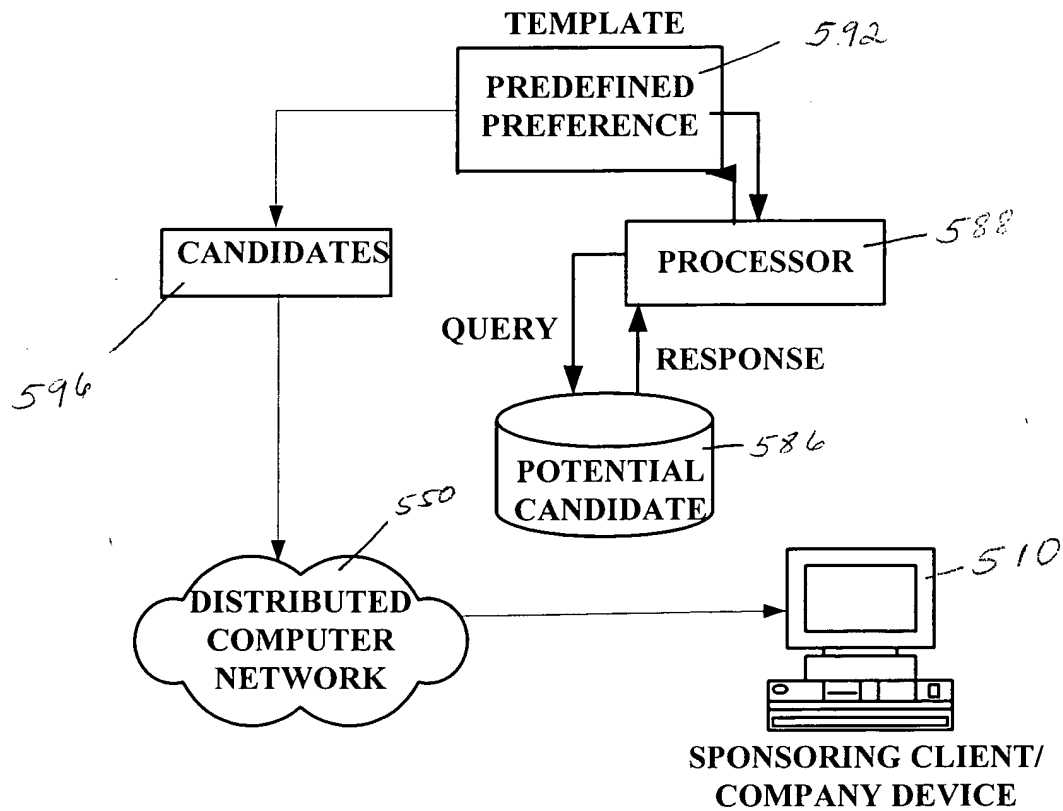 TEMPLATE
592
PREDEFINED
PREFERENCE
CANDIDATES
588
PROCESSOR
QUERY
RESPONSE
596
586
POTENTIAL
CANDIDATE
550
DISTRIBUTED
COMPUTER
NETWORK
510
SPONSORING CLIENT/
COMPANY DEVICE